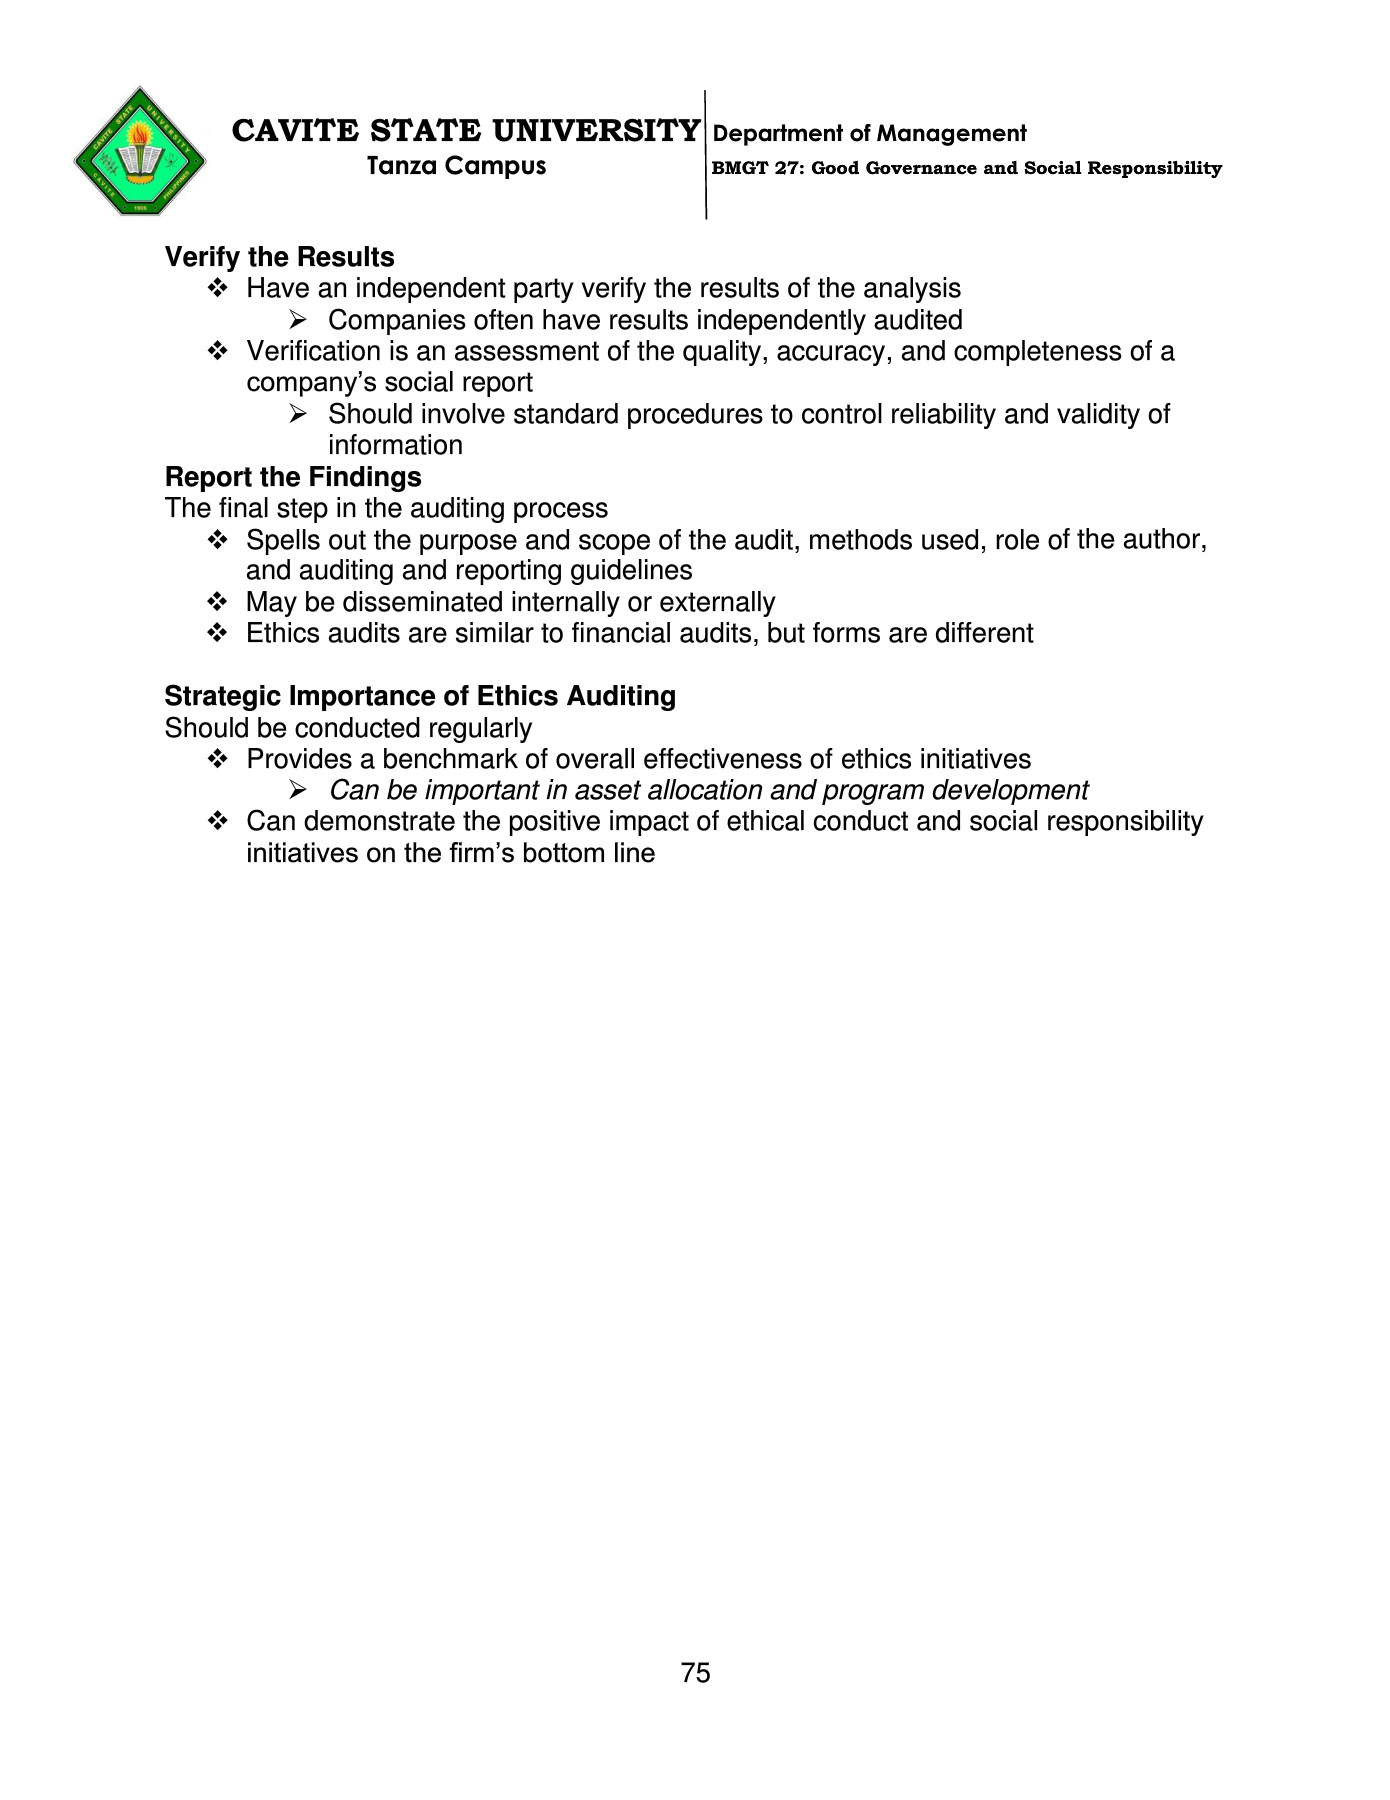 CAVITE STATE UNIVERSITY
Tanza Campus
Department of Management
BMGT 27: Good Governance and Social Responsibility
CAVITE STATE UNIVERSITY
CAVITE PHILIPPINES
1906
Verify the Results
❖ Have an independent party verify the results of the analysis
➢ Companies often have results independently audited
❖ Verification is an assessment of the quality, accuracy, and completeness of a
company’s social report
➢ Should involve standard procedures to control reliability and validity of
information
Report the Findings
The final step in the auditing process
❖ Spells out the purpose and scope of the audit, methods used, role of the author,
and auditing and reporting guidelines
❖ May be disseminated internally or externally
❖ Ethics audits are similar to financial audits, but forms are different
Strategic Importance of Ethics Auditing
Should be conducted regularly
❖ Provides a benchmark of overall effectiveness of ethics initiatives
➢ Can be important in asset allocation and program development
❖ Can demonstrate the positive impact of ethical conduct and social responsibility
initiatives on the firm’s bottom line
75